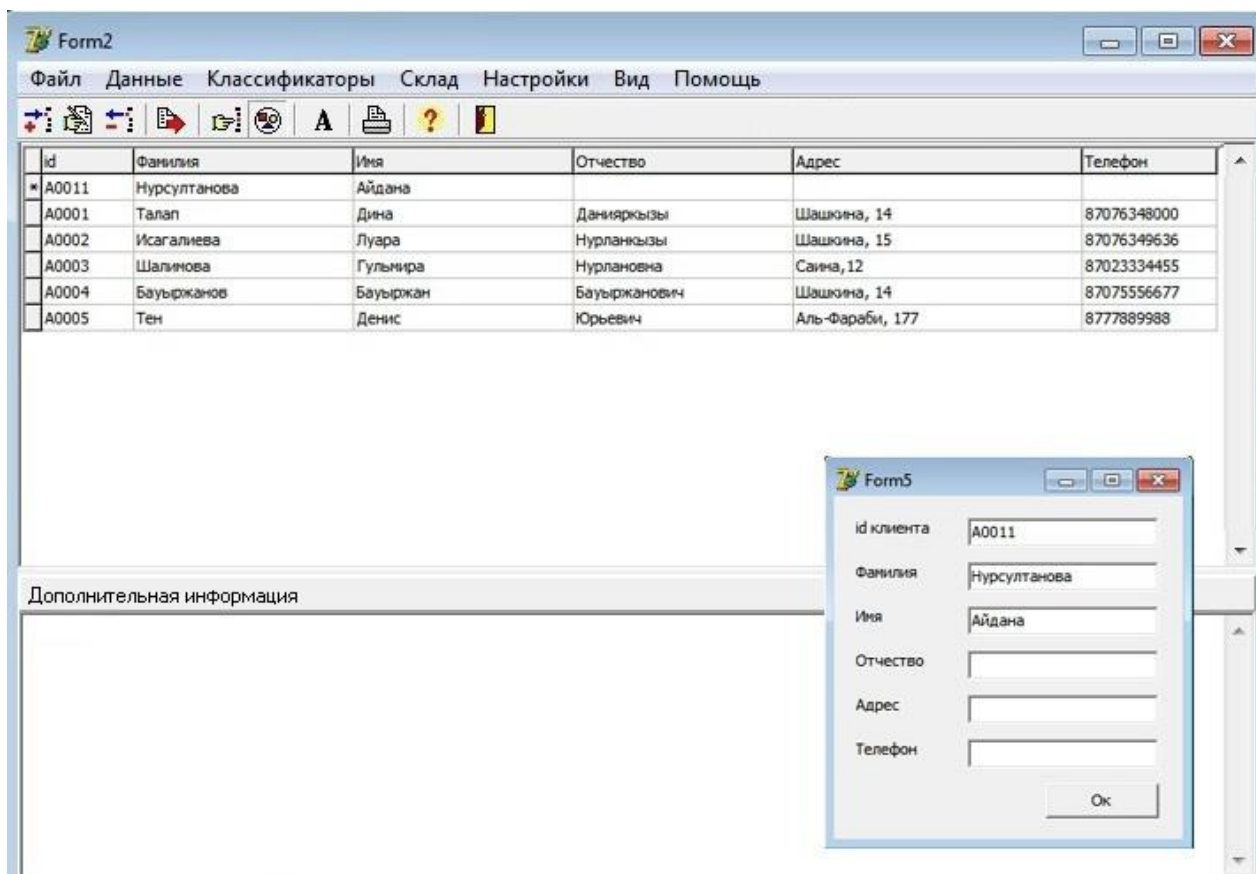 Form2
Файл Данные Классификаторы Склад Настройки Вид Помощь
A ?
id Фамилия Имя Отчество Адрес Телефон
* A0011 Нурсултанова Айдана
A0001 Талап Дина Данияркызы Шашкина, 14 87076348000
A0002 Исагалиева Луара Нурланкызы Шашкина, 15 87076349636
A0003 Шалимова Гульмира Нурлановна Саина,12 87023334455
A0004 Бауыржанов Бауыржан Бауыржанович Шашкина, 14 87075556677
A0005 Тен Денис Юрьевич Аль-Фараби, 177 8777889988
Form5
id клиента A0011
Фамилия Нурсултанова
Имя Айдана
Отчество
Адрес
Телефон
Ок
Дополнительная информация